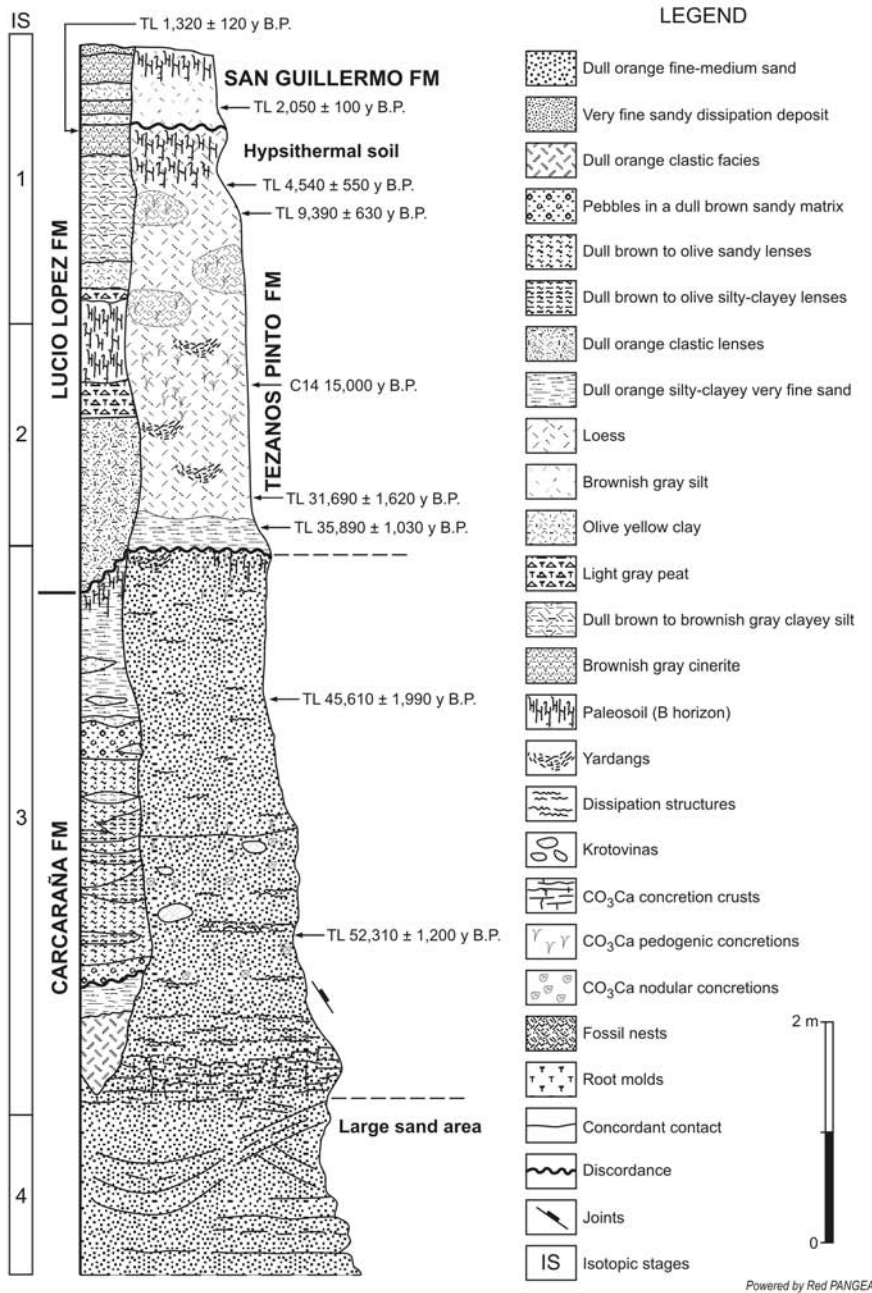 IS
TL 1,320 ± 120 y B.P.
SAN GUILLERMO FM
TL 2,050 ± 100 y B.P.
Hypsithermal soil
1
TL 4,540 ± 550 y B.P.
TL 9,390 ± 630 y B.P.
LUCIO LOPEZ FM
TEZANOS PINTO FM
C14 15,000 y B.P.
2
TL 31,690 ± 1,620 y B.P.
TL 35,890 ± 1,030 y B.P.
TL 45,610 ± 1,990 y B.P.
3
CARCARAÑA FM
TL 52,310 ± 1,200 y B.P.
Large sand area
4
LEGEND
Dull orange fine-medium sand
Very fine sandy dissipation deposit
Dull orange clastic facies
Pebbles in a dull brown sandy matrix
Dull brown to olive sandy lenses
Dull brown to olive silty-clayey lenses
Dull orange clastic lenses
Dull orange silty-clayey very fine sand
Loess
Brownish gray silt
Olive yellow clay
Light gray peat
Dull brown to brownish gray clayey silt
Brownish gray cinerite
Paleosoil (B horizon)
Yardangs
Dissipation structures
Krotovinas
CO₃Ca concretion crusts
CO₃Ca pedogenic concretions
CO₃Ca nodular concretions
Fossil nests
Root molds
Concordant contact
Discordance
Joints
IS Isotopic stages
2 m
0
Powered by Red PANGEA